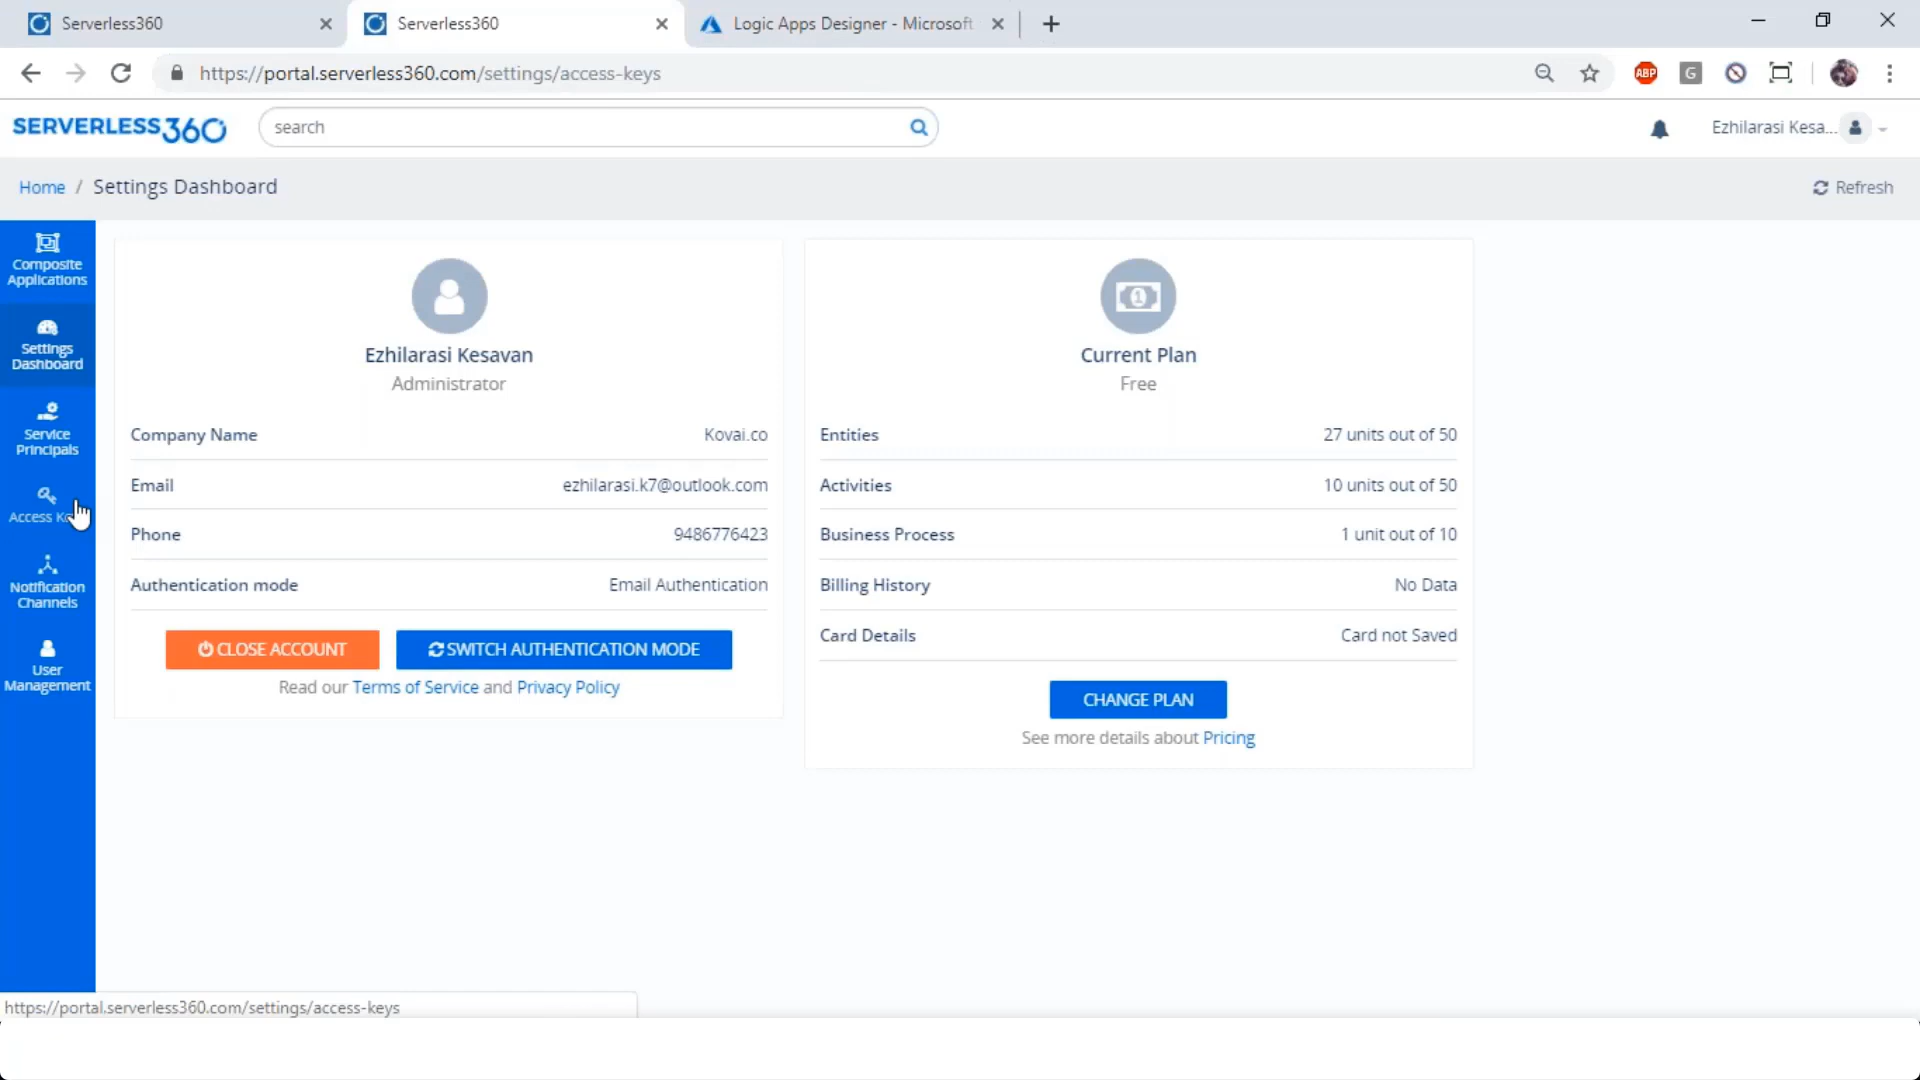 Serverless360
Serverless360
Logic Apps Designer - Microsoft
https://portal.serverless360.com/settings/access-keys
ABP
G
SERVERLESS360
search
Ezhilarasi Kesa...
Home / Settings Dashboard
Refresh
Composite
Applications
Settings
Dashboard
Service
Principals
Access
Notification
Channels
User
Management
Ezhilarasi Kesavan
Administrator
Company Name Kovai.co
Email ezhilarasi.k7@outlook.com
Phone 9486776423
Authentication mode Email Authentication
CLOSE ACCOUNT SWITCH AUTHENTICATION MODE
Read our Terms of Service and Privacy Policy
1
Current Plan
Free
Entities 27 units out of 50
Activities 10 units out of 50
Business Process 1 unit out of 10
Billing History No Data
Card Details Card not Saved
CHANGE PLAN
See more details about Pricing
https://portal.serverless360.com/settings/access-keys